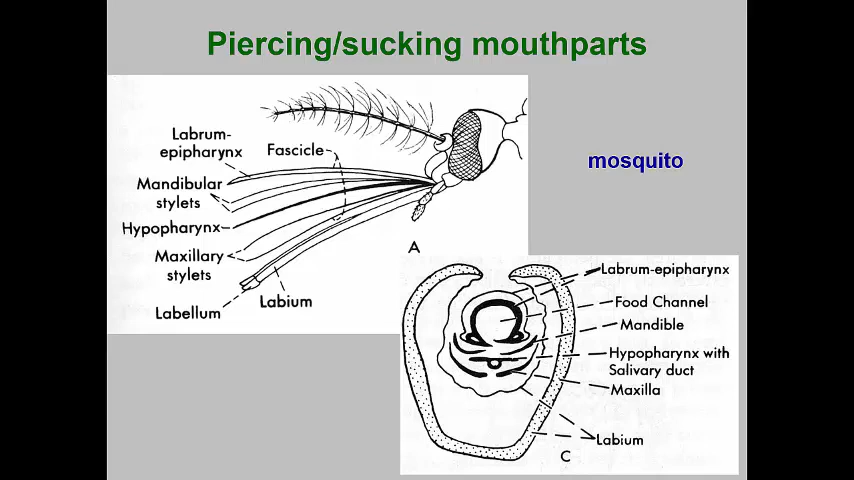 Piercing/sucking mouthparts
mosquito
Labrum-
epipharynx
Fascicle
Mandibular
stylets
Hypopharynx
Maxillary
stylets
Labellum
Labium
A
Labrum-epipharynx
Food Channel
Mandible
Hypopharynx with
Salivary duct
Maxilla
Labium
C